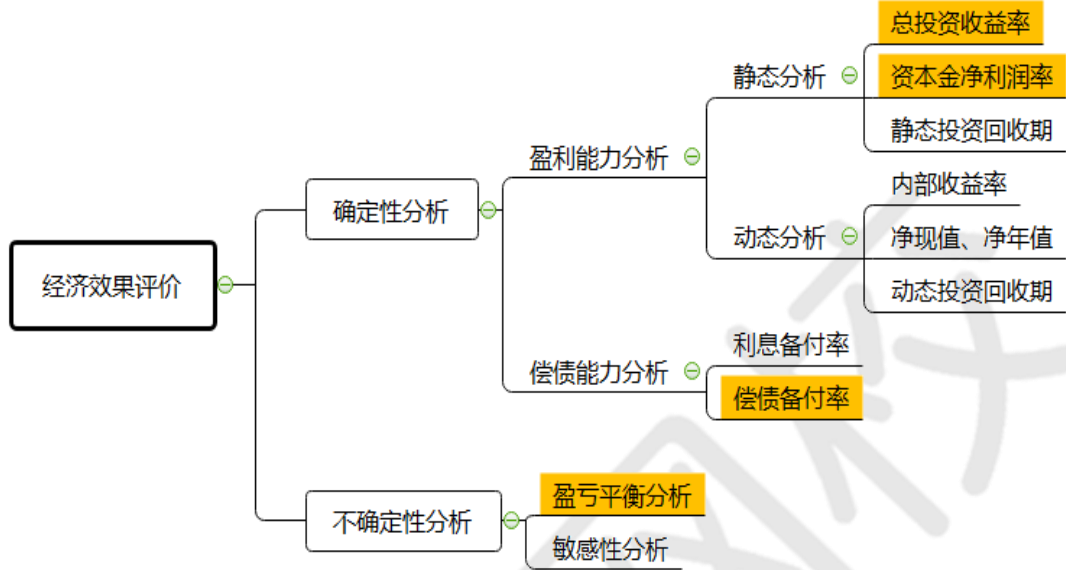 总投资收益率
静态分析
资本金净利润率
静态投资回收期
盈利能力分析
内部收益率
确定性分析
动态分析
净现值、净年值
经济效果评价
动态投资回收期
利息备付率
偿债能力分析
偿债备付率
盈亏平衡分析
不确定性分析
敏感性分析
网校